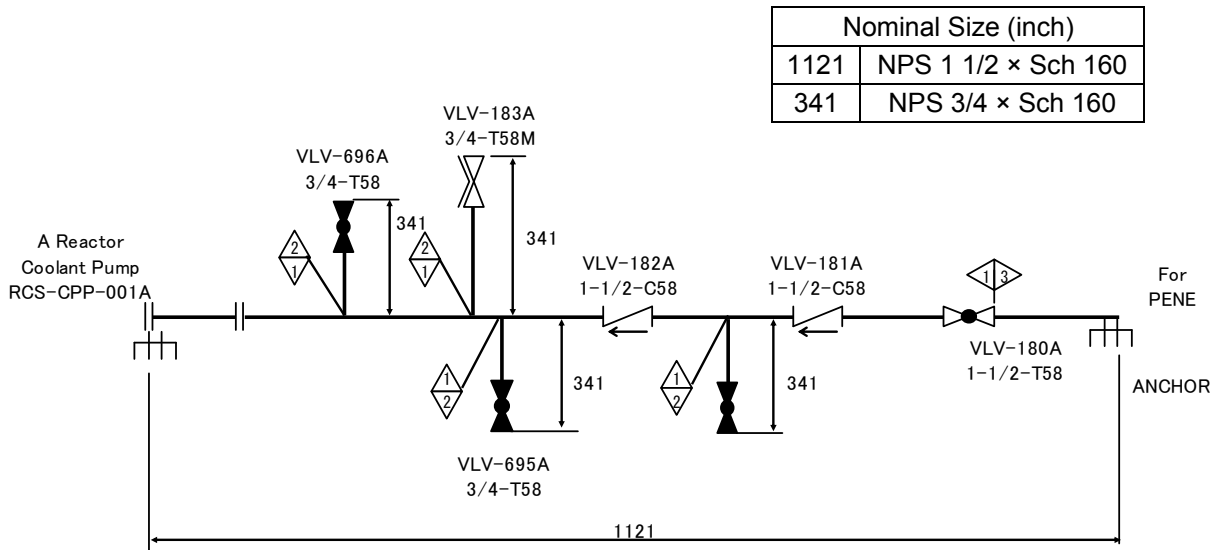 Nominal Size (inch)
1121 NPS 1 1/2 × Sch 160
341 NPS 3/4 × Sch 160
VLV-183A
3/4-T58M
VLV-696A
3/4-T58
341
341
2
1
2
1
A Reactor
Coolant Pump
RCS-CPP-001A
VLV-182A
1-1/2-C58
VLV-181A
1-1/2-C58
1 3
For
PENE
VLV-180A
1-1/2-T58
ANCHOR
1
2
341
1
2
341
VLV-695A
3/4-T58
1121